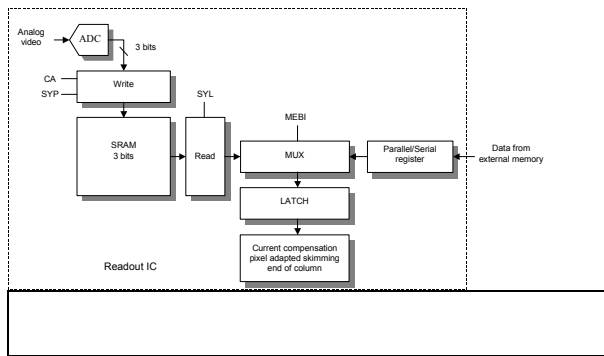 Analog
video
ADC
3 bits
CA
SYP
Write
SYL
MEBI
SRAM
3 bits
Read
MUX
Parallel/Serial
register
Data from
external memory
LATCH
Current compensation
pixel adapted skimming
end of column
Readout IC